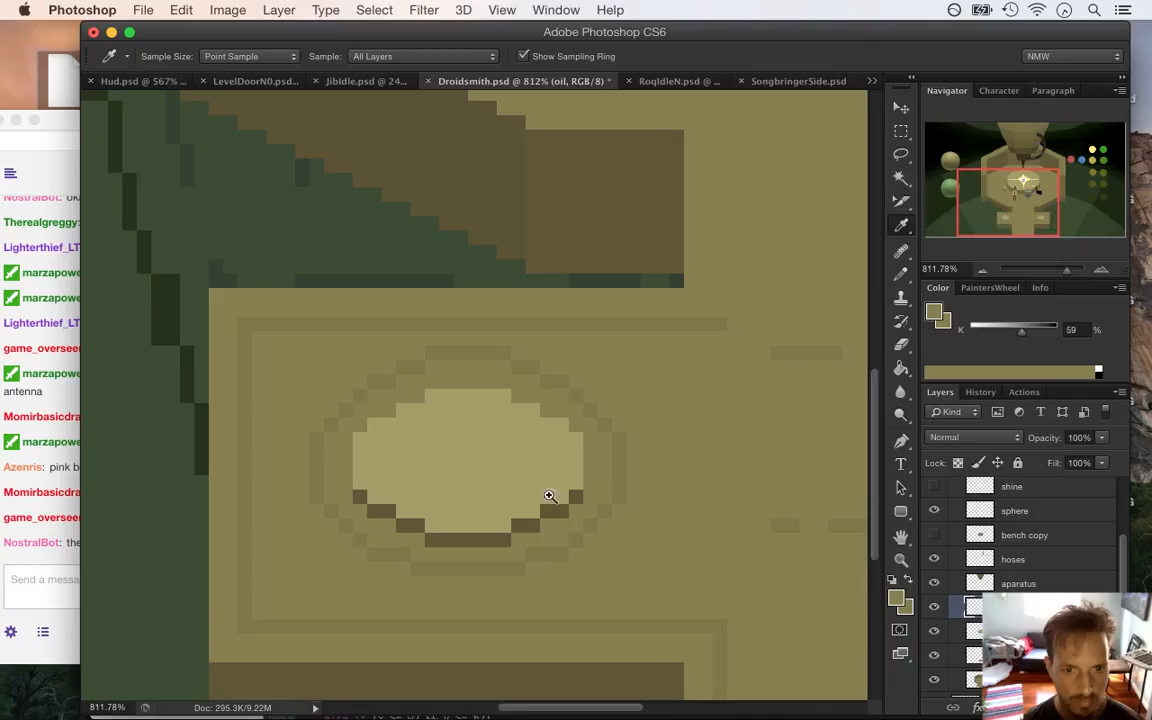 Photoshop File Edit Image Layer Type Select Filter 3D View Window Help
Adobe Photoshop CS6
Sample Size: Point Sample Sample: All Layers Show Sampling Ring NMW
Hud.psd @ 567% ... LevelDoorN0.psd... JibIdle.psd @ 24... Droidsmith.psd @ 812% (oil, RGB/8) * RoqIdleN.psd @ ... SongbringerSide.psd
Navigator Character Paragraph
811.78%
Color PaintersWheel Info
K 59 %
Layers History Actions
Kind
Normal Opacity: 100%
Lock: Fill: 100%
shine
sphere
bench copy
hoses
aparatus
Therealgreggy:
Lighterthief_LT
marzapowe
marzapowe
Lighterthief_LT
game_overseer
marzapowe
antenna
Momirbasicdra
marzapowe
Azenris: pink b
Momirbasicdra
game_overseer
NostralBot: the
Send a messa
811.78% Doc: 295.3K/9.22M